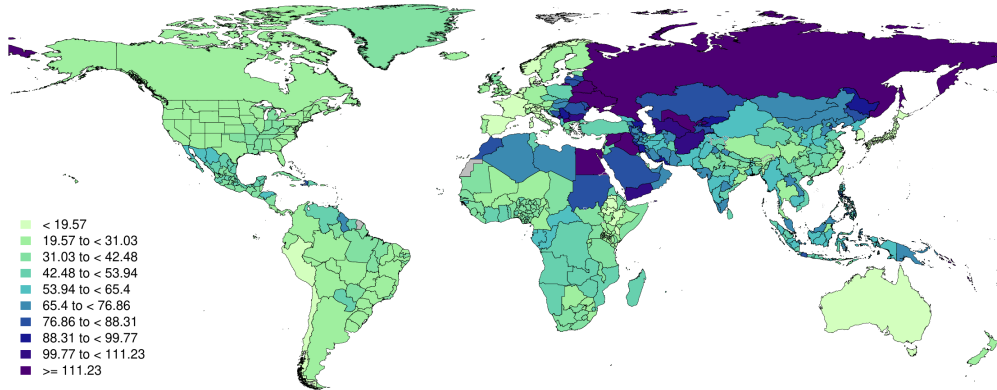 < 19.57
19.57 to < 31.03
31.03 to < 42.48
42.48 to < 53.94
53.94 to < 65.4
65.4 to < 76.86
76.86 to < 88.31
88.31 to < 99.77
99.77 to < 111.23
>= 111.23